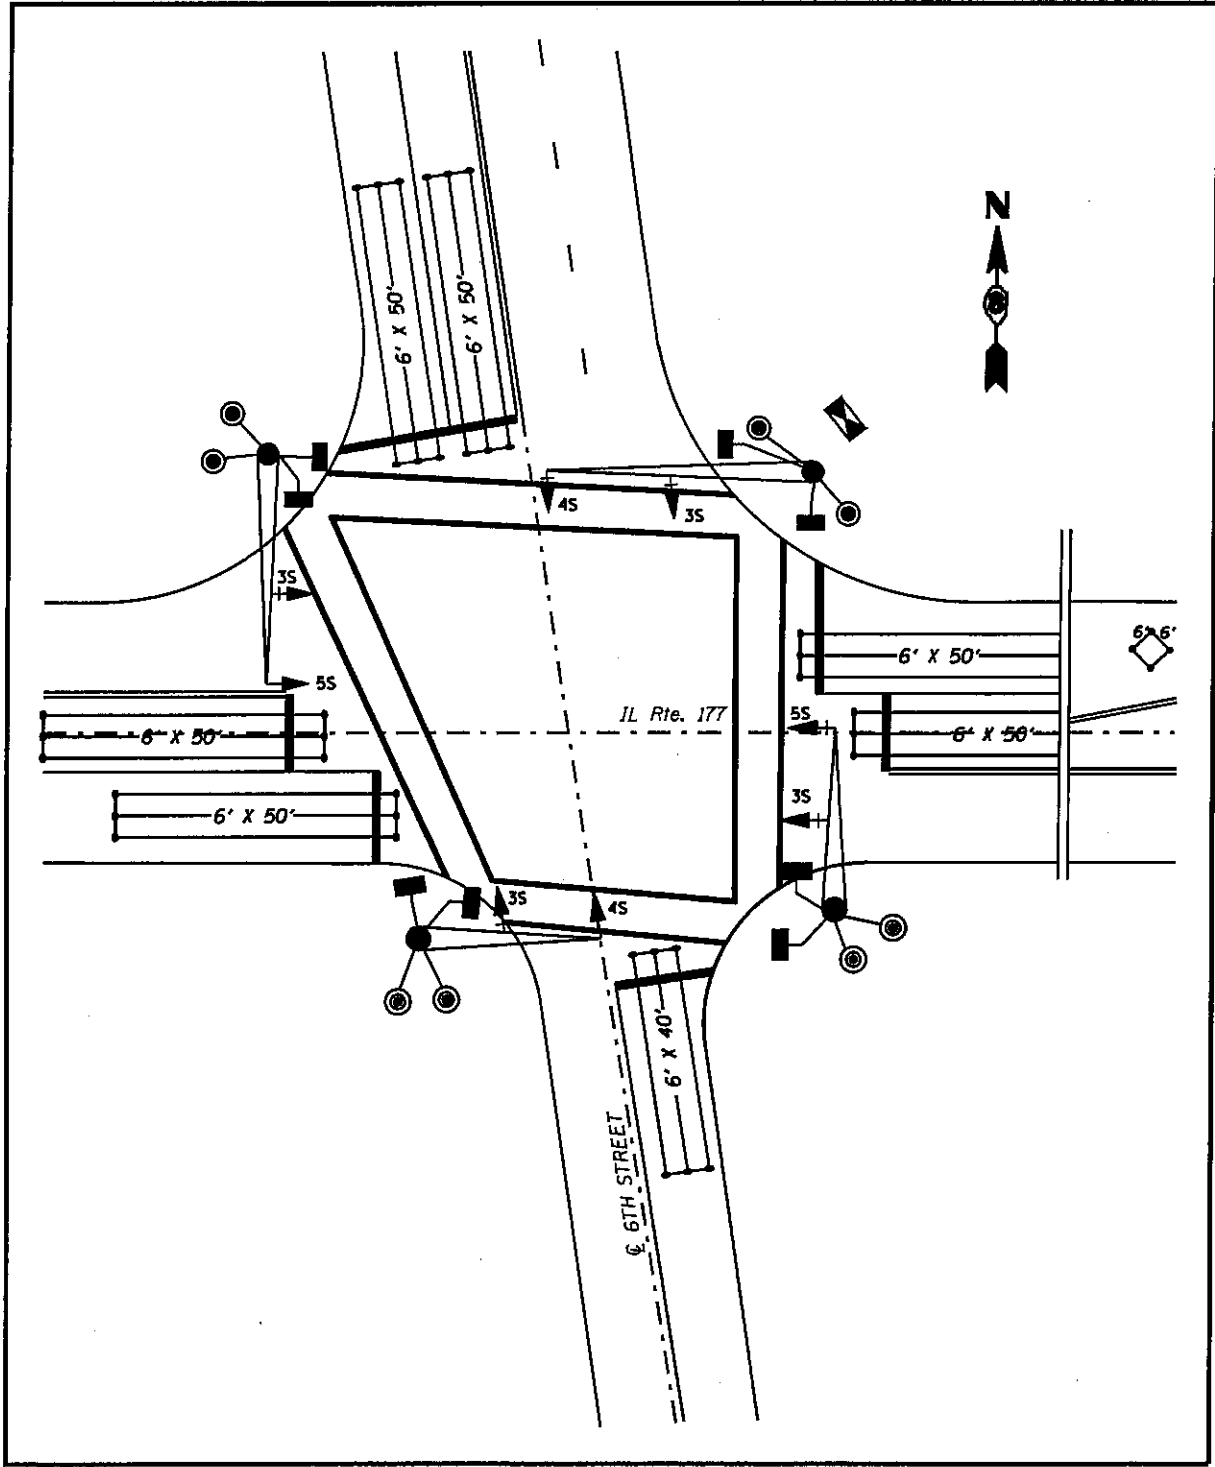 N
6' X 50'
6' X 50'
4S
3S
3S
6' 6'
6' X 50'
5S
IL Rte. 177
5S
6' X 50'
6' X 50'
3S
6' X 50'
3S
4S
6' X 40'
℄ 6TH STREET